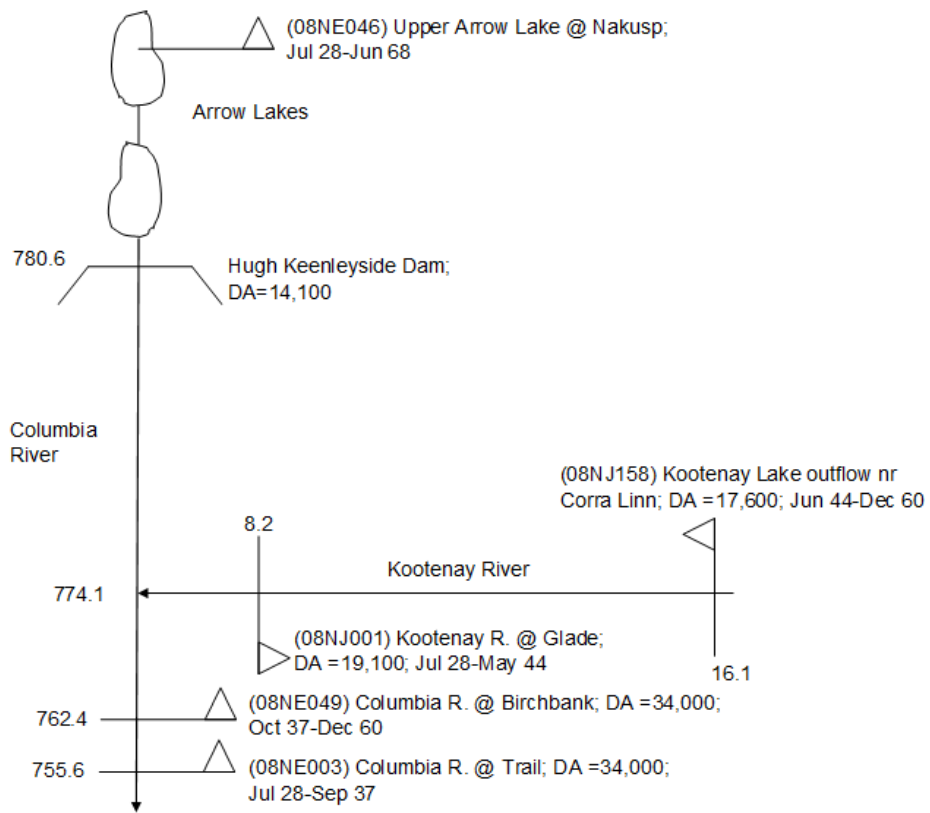 (08NE046) Upper Arrow Lake @ Nakusp;
Jul 28-Jun 68
Arrow Lakes
780.6
Hugh Keenleyside Dam;
DA=14,100
Columbia
River
(08NJ158) Kootenay Lake outflow nr
Corra Linn; DA =17,600; Jun 44-Dec 60
8.2
Kootenay River
774.1
(08NJ001) Kootenay R. @ Glade;
DA =19,100; Jul 28-May 44
16.1
762.4
(08NE049) Columbia R. @ Birchbank; DA =34,000;
Oct 37-Dec 60
755.6
(08NE003) Columbia R. @ Trail; DA =34,000;
Jul 28-Sep 37